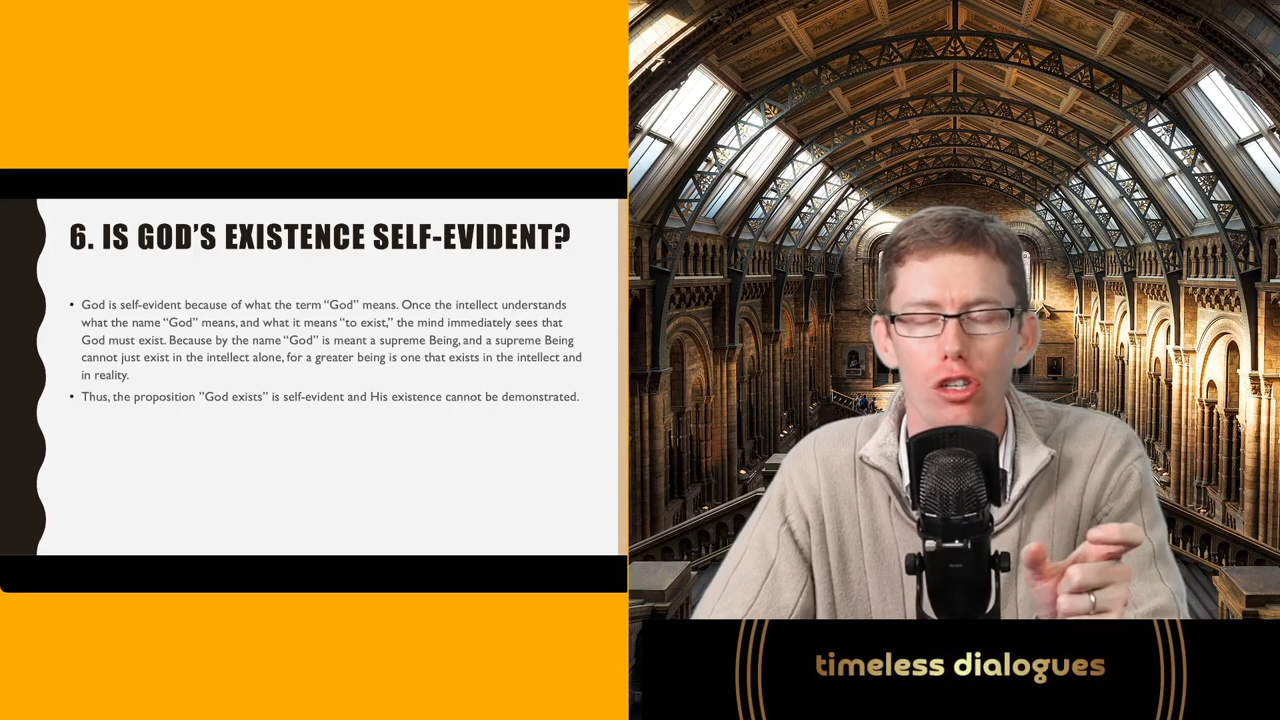 6. IS GOD’S EXISTENCE SELF-EVIDENT?
• God is self-evident because of what the term “God” means. Once the intellect understands
what the name “God” means, and what it means “to exist,” the mind immediately sees that
God must exist. Because by the name “God” is meant a supreme Being, and a supreme Being
cannot just exist in the intellect alone, for a greater being is one that exists in the intellect and
in reality.
• Thus, the proposition ”God exists” is self-evident and His existence cannot be demonstrated.
timeless dialogues